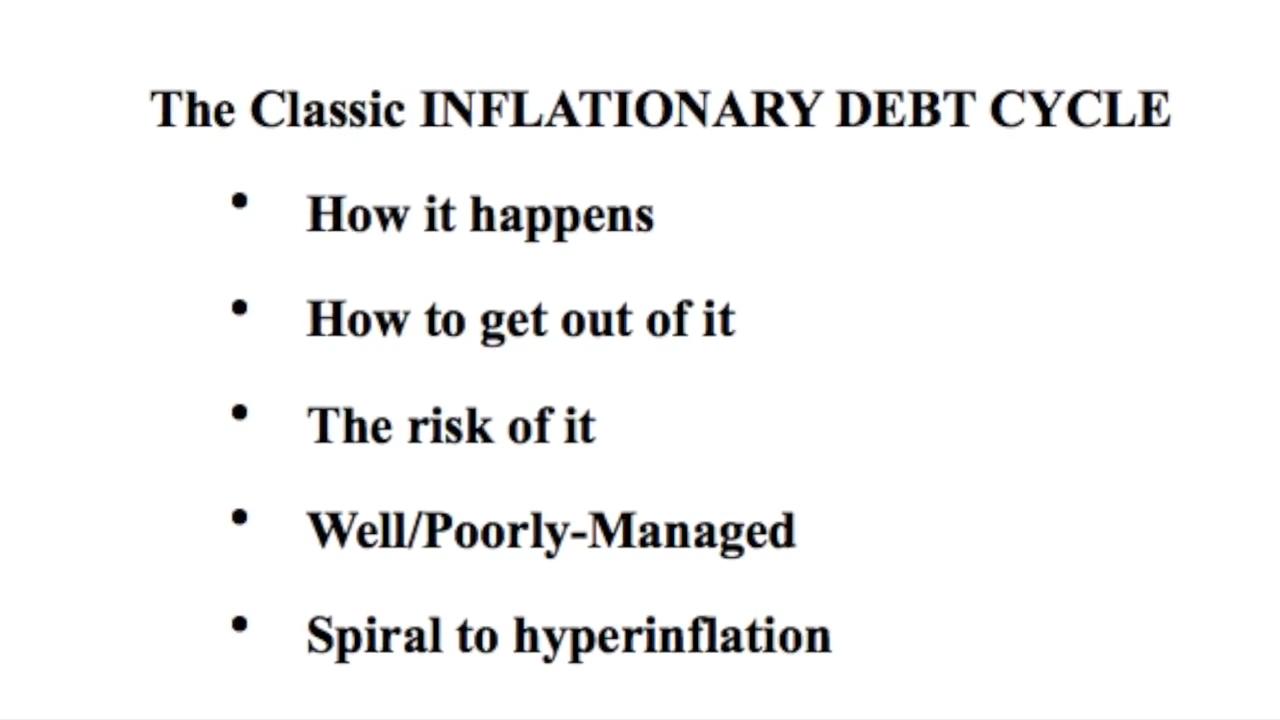 The Classic INFLATIONARY DEBT CYCLE
• How it happens
• How to get out of it
• The risk of it
• Well/Poorly-Managed
• Spiral to hyperinflation